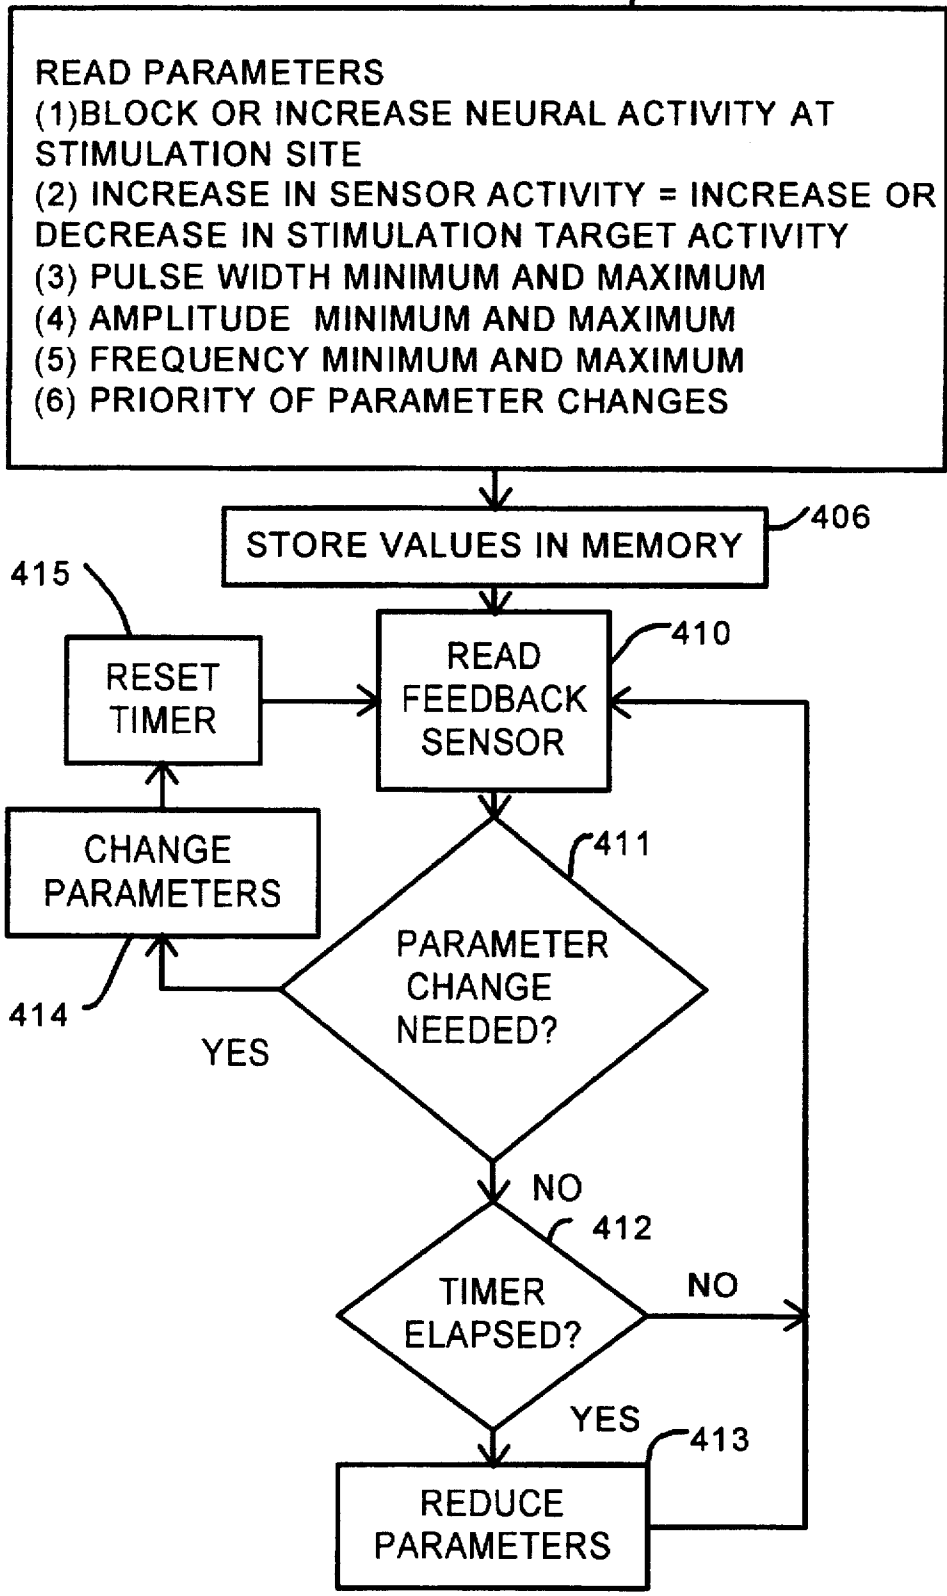 READ PARAMETERS
(1)BLOCK OR INCREASE NEURAL ACTIVITY AT
STIMULATION SITE
(2) INCREASE IN SENSOR ACTIVITY = INCREASE OR
DECREASE IN STIMULATION TARGET ACTIVITY
(3) PULSE WIDTH MINIMUM AND MAXIMUM
(4) AMPLITUDE  MINIMUM AND MAXIMUM
(5) FREQUENCY MINIMUM AND MAXIMUM
(6) PRIORITY OF PARAMETER CHANGES
406
STORE VALUES IN MEMORY
415
410
READ
FEEDBACK
SENSOR
RESET
TIMER
CHANGE
PARAMETERS
411
414
PARAMETER
CHANGE
NEEDED?
YES
NO
412
TIMER
ELAPSED?
NO
YES
413
REDUCE
PARAMETERS